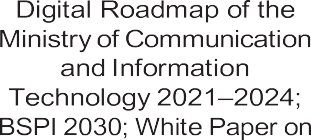 Digital Roadmap of the
Ministry of Communication
and Information
Technology 2021–2024;
BSPI 2030; White Paper on